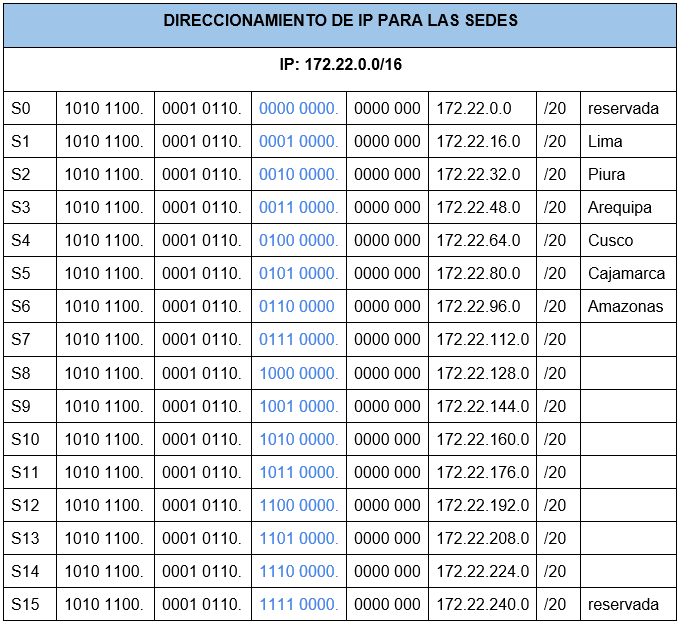 DIRECCIONAMIENTO DE IP PARA LAS SEDES
IP: 172.22.0.0/16
S0 1010 1100. 0001 0110. 0000 0000. 0000 000 172.22.0.0 /20 reservada
S1 1010 1100. 0001 0110. 0001 0000. 0000 000 172.22.16.0 /20 Lima
S2 1010 1100. 0001 0110. 0010 0000. 0000 000 172.22.32.0 /20 Piura
S3 1010 1100. 0001 0110. 0011 0000. 0000 000 172.22.48.0 /20 Arequipa
S4 1010 1100. 0001 0110. 0100 0000. 0000 000 172.22.64.0 /20 Cusco
S5 1010 1100. 0001 0110. 0101 0000. 0000 000 172.22.80.0 /20 Cajamarca
S6 1010 1100. 0001 0110. 0110 0000 0000 000 172.22.96.0 /20 Amazonas
S7 1010 1100. 0001 0110. 0111 0000. 0000 000 172.22.112.0 /20
S8 1010 1100. 0001 0110. 1000 0000. 0000 000 172.22.128.0 /20
S9 1010 1100. 0001 0110. 1001 0000. 0000 000 172.22.144.0 /20
S10 1010 1100. 0001 0110. 1010 0000. 0000 000 172.22.160.0 /20
S11 1010 1100. 0001 0110. 1011 0000. 0000 000 172.22.176.0 /20
S12 1010 1100. 0001 0110. 1100 0000. 0000 000 172.22.192.0 /20
S13 1010 1100. 0001 0110. 1101 0000. 0000 000 172.22.208.0 /20
S14 1010 1100. 0001 0110. 1110 0000. 0000 000 172.22.224.0 /20
S15 1010 1100. 0001 0110. 1111 0000. 0000 000 172.22.240.0 /20 reservada